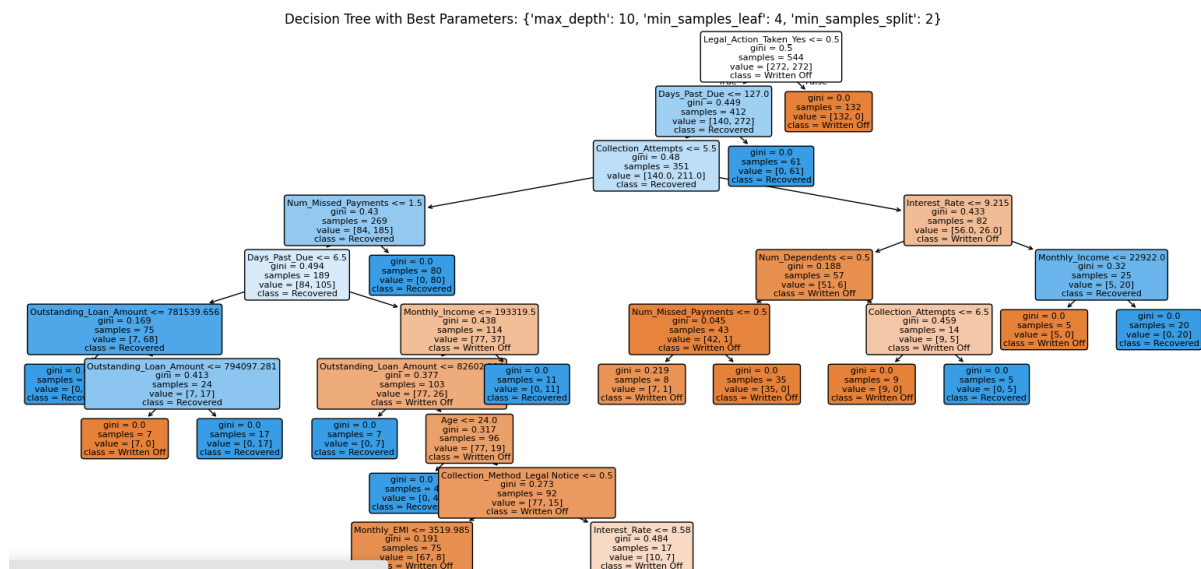 Decision Tree with Best Parameters: {'max_depth': 10, 'min_samples_leaf': 4, 'min_samples_split': 2}
Legal_Action_Taken_Yes <= 0.5
gini = 0.5
samples = 544
value = [272, 272]
class = Written Off
Days_Past_Due <= 127.0
gini = 0.449
samples = 412
value = [140, 272]
class = Recovered
gini = 0.0
samples = 132
value = [132, 0]
class = Written Off
Collection_Attempts <= 5.5
gini = 0.48
samples = 351
value = [140.0, 211.0]
class = Recovered
gini = 0.0
samples = 61
value = [0, 61]
class = Recovered
Num_Missed_Payments <= 1.5
gini = 0.43
samples = 269
value = [84, 185]
class = Recovered
Interest_Rate <= 9.215
gini = 0.433
samples = 82
value = [56.0, 26.0]
class = Written Off
Days_Past_Due <= 6.5
gini = 0.494
samples = 189
value = [84, 105]
class = Recovered
gini = 0.0
samples = 80
value = [0, 80]
class = Recovered
Num_Dependents <= 0.5
gini = 0.188
samples = 57
value = [51, 6]
class = Written Off
Monthly_Income <= 22922.0
gini = 0.32
samples = 25
value = [5, 20]
class = Recovered
Outstanding_Loan_Amount <= 781539.656
gini = 0.169
samples = 75
value = [7, 68]
class = Recovered
Monthly_Income <= 193319.5
gini = 0.438
samples = 114
value = [77, 37]
class = Written Off
Num_Missed_Payments <= 0.5
gini = 0.045
samples = 43
value = [42, 1]
class = Written Off
Collection_Attempts <= 6.5
gini = 0.459
samples = 14
value = [9, 5]
class = Written Off
gini = 0.0
samples = 5
value = [5, 0]
class = Written Off
gini = 0.0
samples = 20
value = [0, 20]
class = Recovered
Outstanding_Loan_Amount <= 794097.281
gini = 0.413
samples = 24
value = [7, 17]
class = Recovered
Outstanding_Loan_Amount <= 82602
gini = 0.377
samples = 103
value = [77, 26]
class = Written Off
gini = 0.0
samples = 11
value = [0, 11]
class = Recovered
gini = 0.219
samples = 8
value = [7, 1]
class = Written Off
gini = 0.0
samples = 35
value = [35, 0]
class = Written Off
gini = 0.0
samples = 9
value = [9, 0]
class = Written Off
gini = 0.0
samples = 5
value = [0, 5]
class = Recovered
gini = 0.0
samples = 7
value = [7, 0]
class = Written Off
gini = 0.0
samples = 17
value = [0, 17]
class = Recovered
gini = 0.0
samples = 7
value = [0, 7]
class = Recovered
Age <= 24.0
gini = 0.317
samples = 96
value = [77, 19]
class = Written Off
gini = 0.0
samples = 4
value = [0, 4
class = Recovere
Collection_Method_Legal Notice <= 0.5
gini = 0.273
samples = 92
value = [77, 15]
class = Written Off
Monthly_EMI <= 3519.985
gini = 0.191
samples = 75
value = [67, 8]
s = Written Off
Interest_Rate <= 8.58
gini = 0.484
samples = 17
value = [10, 7]
class = Written Off